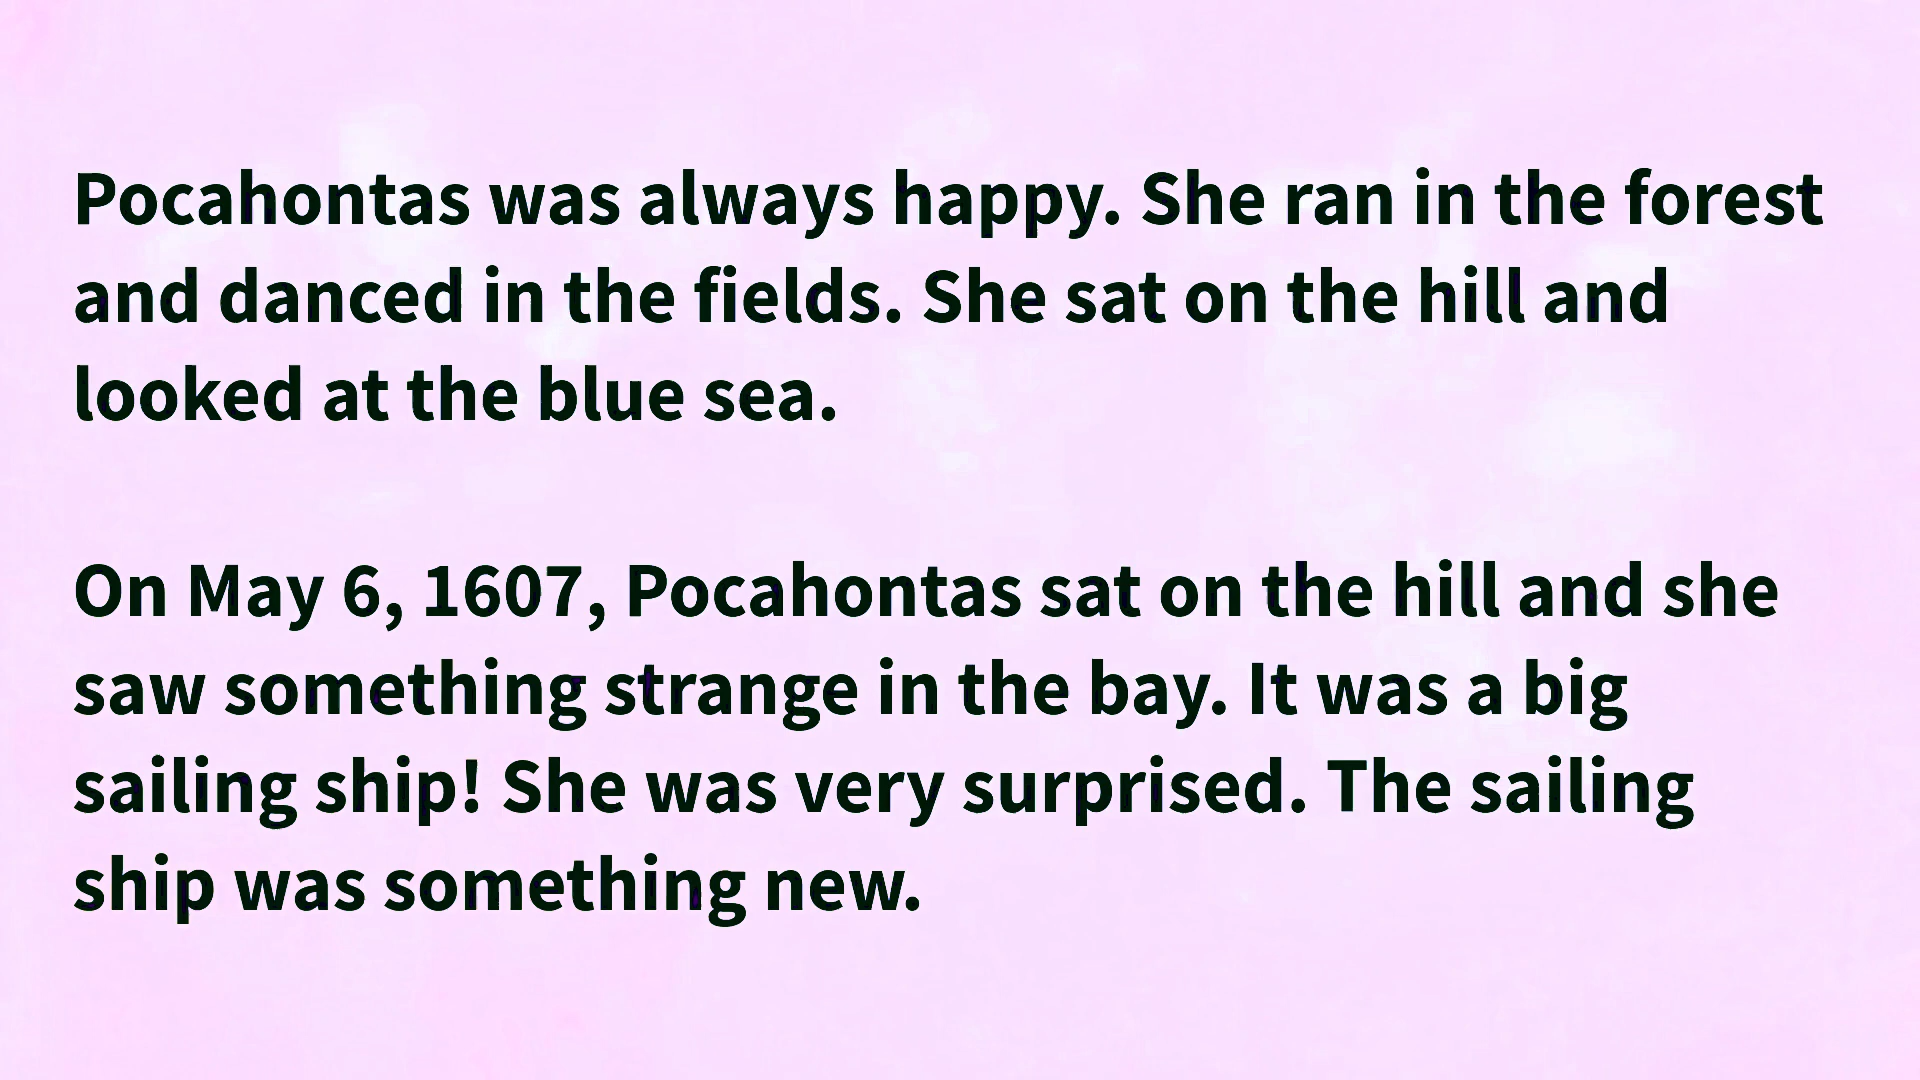 Pocahontas was always happy. She ran in the forest
and danced in the fields. She sat on the hill and
looked at the blue sea.
On May 6, 1607, Pocahontas sat on the hill and she
saw something strange in the bay. It was a big
sailing ship! She was very surprised. The sailing
ship was something new.